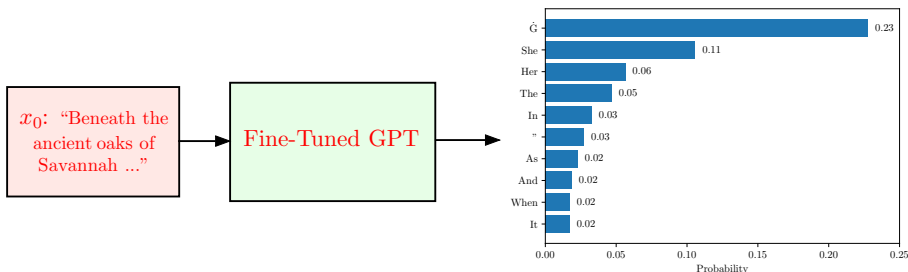 x₀: “Beneath the
ancient oaks of
Savannah ...”
Fine-Tuned GPT
Ġ 0.23
She 0.11
Her 0.06
The 0.05
In 0.03
” 0.03
As 0.02
And 0.02
When 0.02
It 0.02
0.00 0.05 0.10 0.15 0.20 0.25
Probability